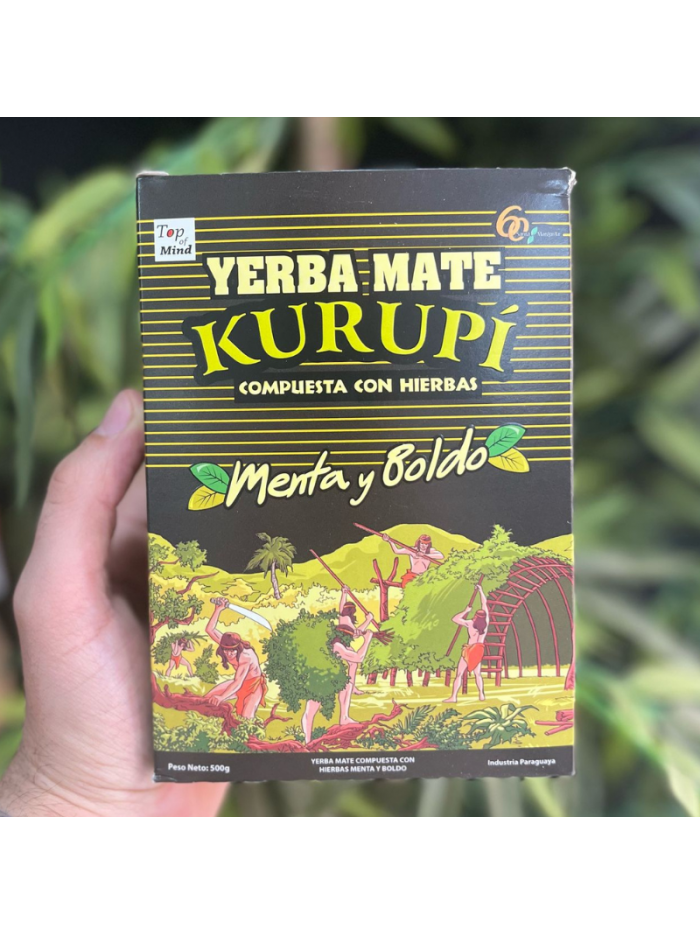 Top
of
Mind
60
YERBA MATE
KURUPÍ
COMPUESTA CON HIERBAS
Menta y Boldo
Peso Neto: 500g
YERBA MATE COMPUESTA CON
HIERBAS MENTA Y BOLDO
Industria Paraguaya